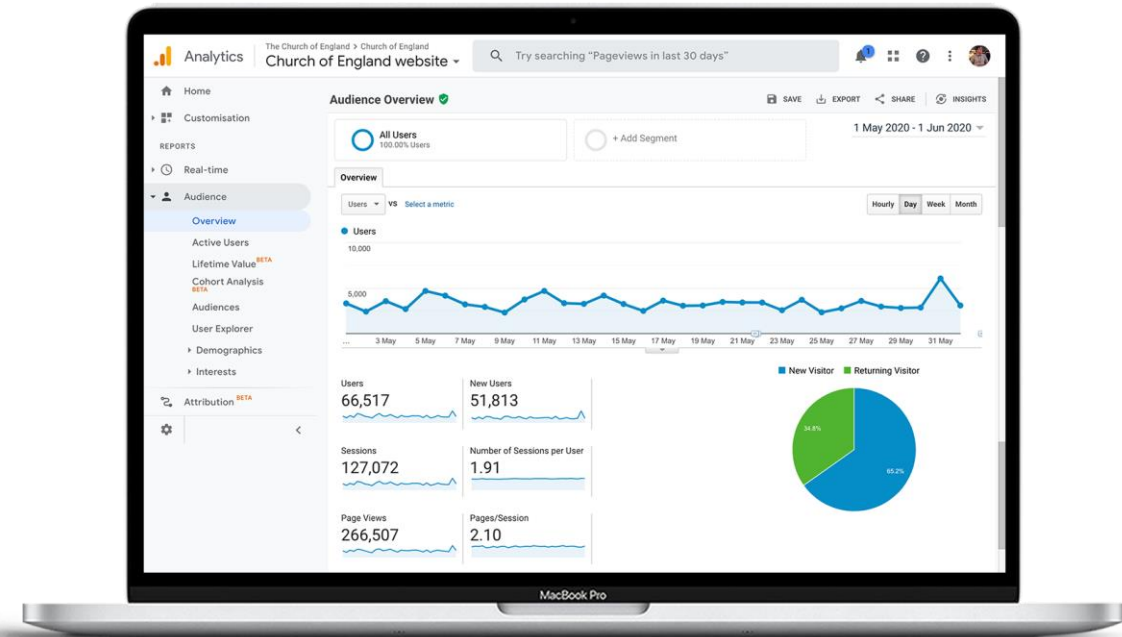 Analytics
The Church of England > Church of England
Church of England website
Try searching "Pageviews in last 30 days"
1
Home
Customisation
REPORTS
Real-time
Audience
Overview
Active Users
Lifetime Value BETA
Cohort Analysis
BETA
Audiences
User Explorer
Demographics
Interests
Attribution BETA
Audience Overview
SAVE
EXPORT
SHARE
INSIGHTS
All Users
100.00% Users
+ Add Segment
1 May 2020 - 1 Jun 2020
Overview
Users
VS
Select a metric
Hourly
Day
Week
Month
Users
10,000
5,000
...
3 May
5 May
7 May
9 May
11 May
13 May
15 May
17 May
19 May
21 May
23 May
25 May
27 May
29 May
31 May
New Visitor
Returning Visitor
Users
66,517
New Users
51,813
Sessions
127,072
Number of Sessions per User
1.91
Page Views
266,507
Pages/Session
2.10
34.8%
65.2%
MacBook Pro